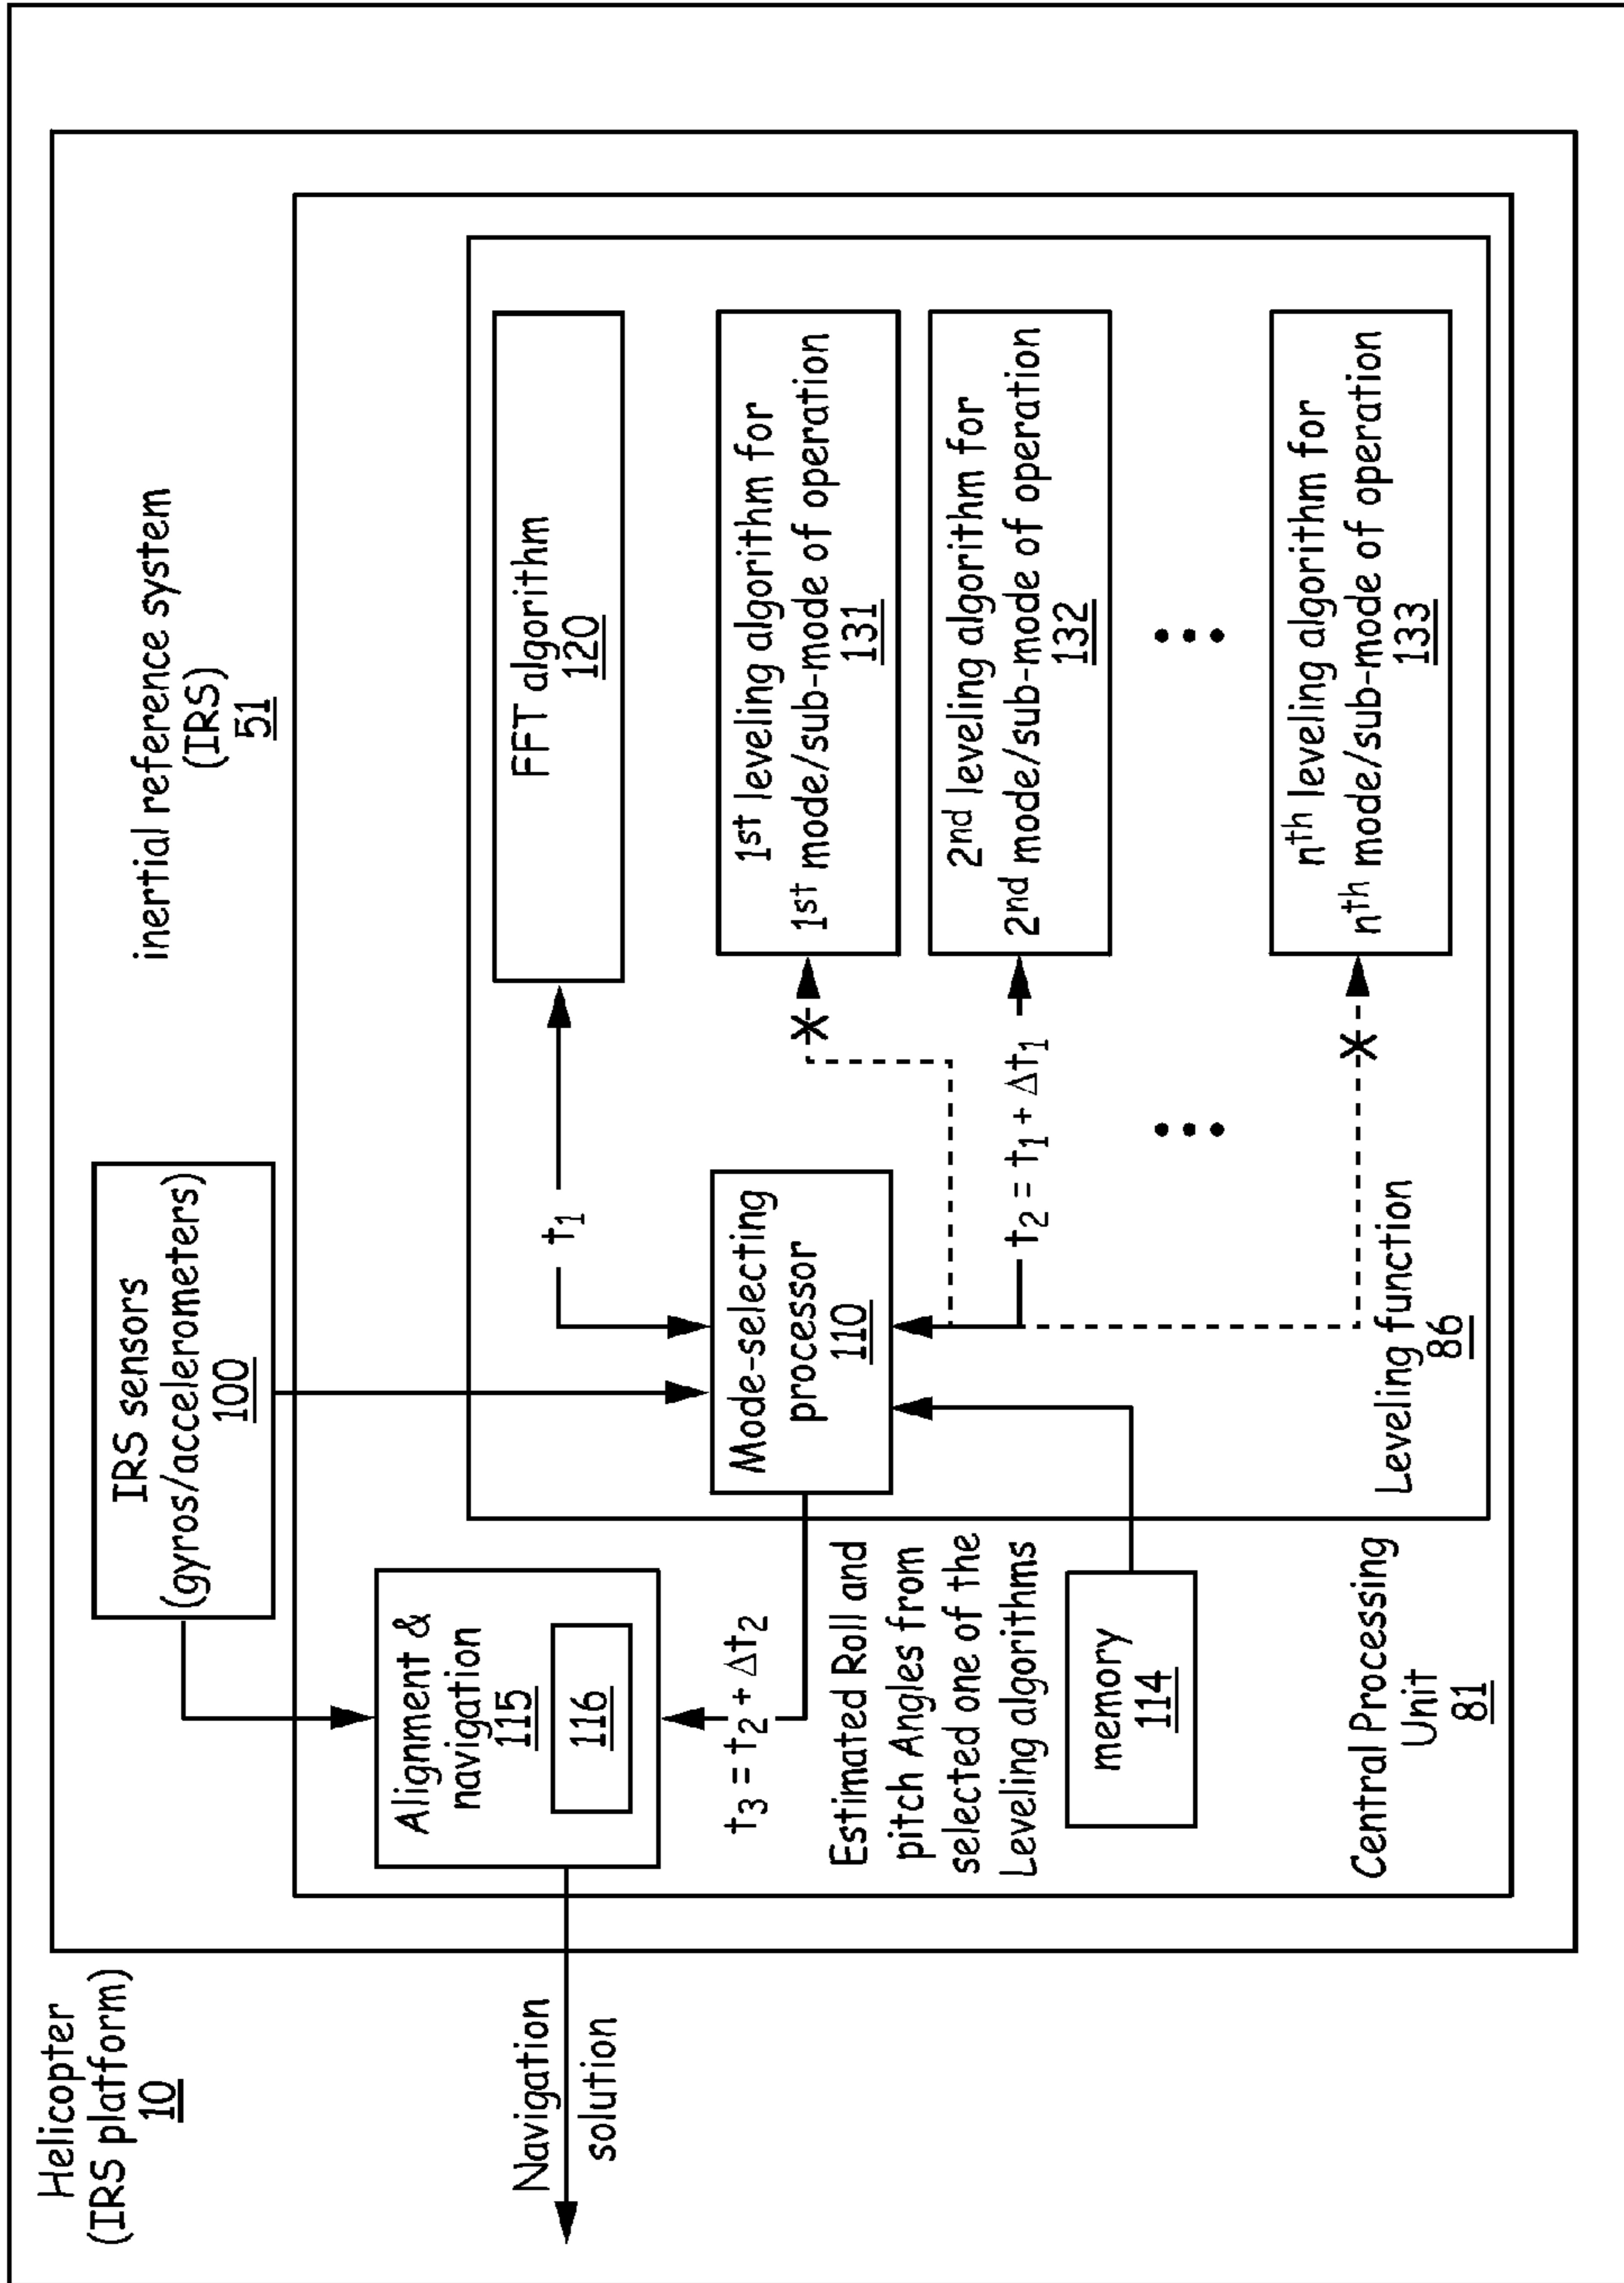 Helicopter
(IRS platform)
10
inertial reference system
(IRS)
51
IRS sensors
(gyros/accelerometers)
100
Navigation
solution
Alignment &
navigation
115
116
t3 = t2 + Δt2
Estimated Roll and
pitch Angles from
selected one of the
Leveling algorithms
memory
114
Central Processing
Unit
81
Mode-selecting
processor
110
t1
t2 = t1 + Δt1
Leveling function
86
FFT algorithm
120
1st leveling algorithm for
1st mode/sub-mode of operation
131
2nd leveling algorithm for
2nd mode/sub-mode of operation
132
nth leveling algorithm for
nth mode/sub-mode of operation
133